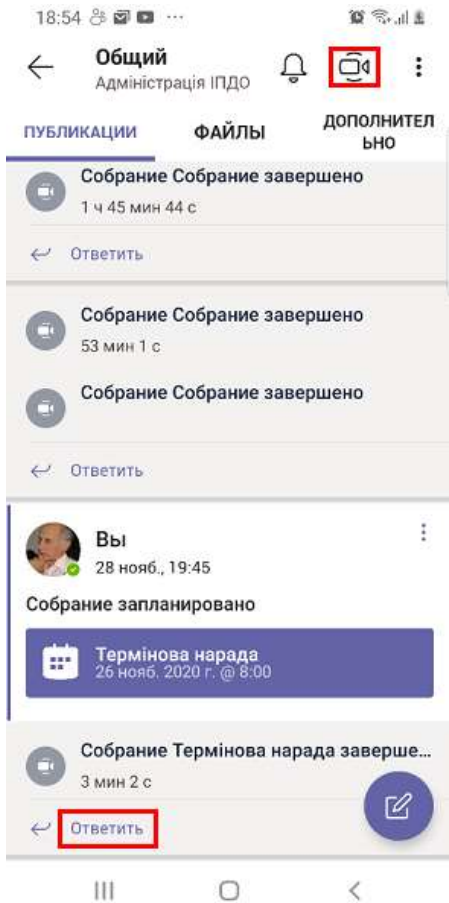 18:54
Общий
Адміністрація ІПДО
ПУБЛИКАЦИИ
ФАЙЛЫ
ДОПОЛНИТЕЛ
ЬНО
Собрание Собрание завершено
1 ч 45 мин 44 с
Ответить
Собрание Собрание завершено
53 мин 1 с
Собрание Собрание завершено
Ответить
Вы
28 нояб., 19:45
Собрание запланировано
Термінова нарада
26 нояб. 2020 г. @ 8:00
Собрание Термінова нарада заверше...
3 мин 2 с
Ответить